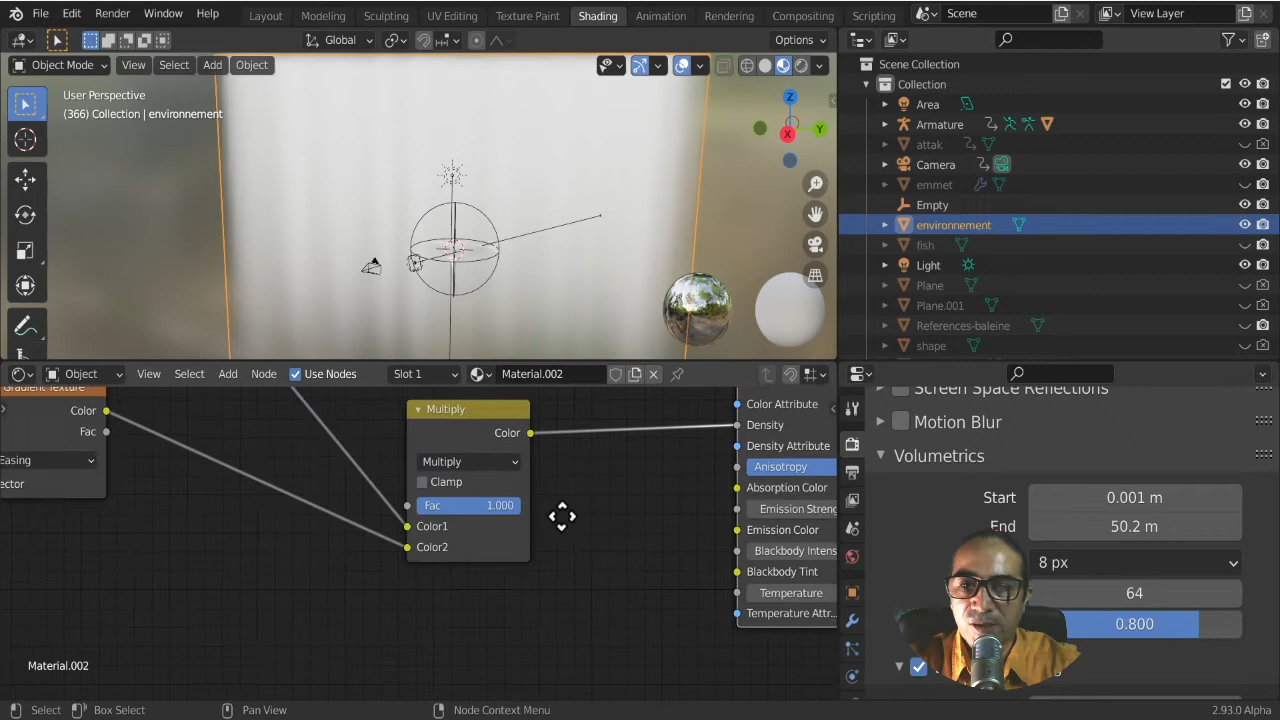 File Edit Render Window Help Layout Modeling Sculpting UV Editing Texture Paint Shading Animation Rendering Compositing Scripting Scene View Layer
Global Options
Object Mode View Select Add Object
User Perspective
(366) Collection | environnement
Z
Y
X
Scene Collection
Collection
Area
Armature
attak
Camera
emmet
Empty
environnement
fish
Light
Plane
Plane.001
References-baleine
shape
Object View Select Add Node Use Nodes Slot 1 Material.002
Gradient Texture
Color
Fac
Easing
ector
Multiply
Color
Multiply
Clamp
Fac 1.000
Color1
Color2
Color Attribute
Density
Density Attribute
Anisotropy
Absorption Color
Emission Streng
Emission Color
Blackbody Intens
Blackbody Tint
Temperature
Temperature Attr...
Material.002
Screen Space Reflections
Motion Blur
Volumetrics
Start 0.001 m
End 50.2 m
8 px
64
0.800
Select Box Select Pan View Node Context Menu 2.93.0 Alpha